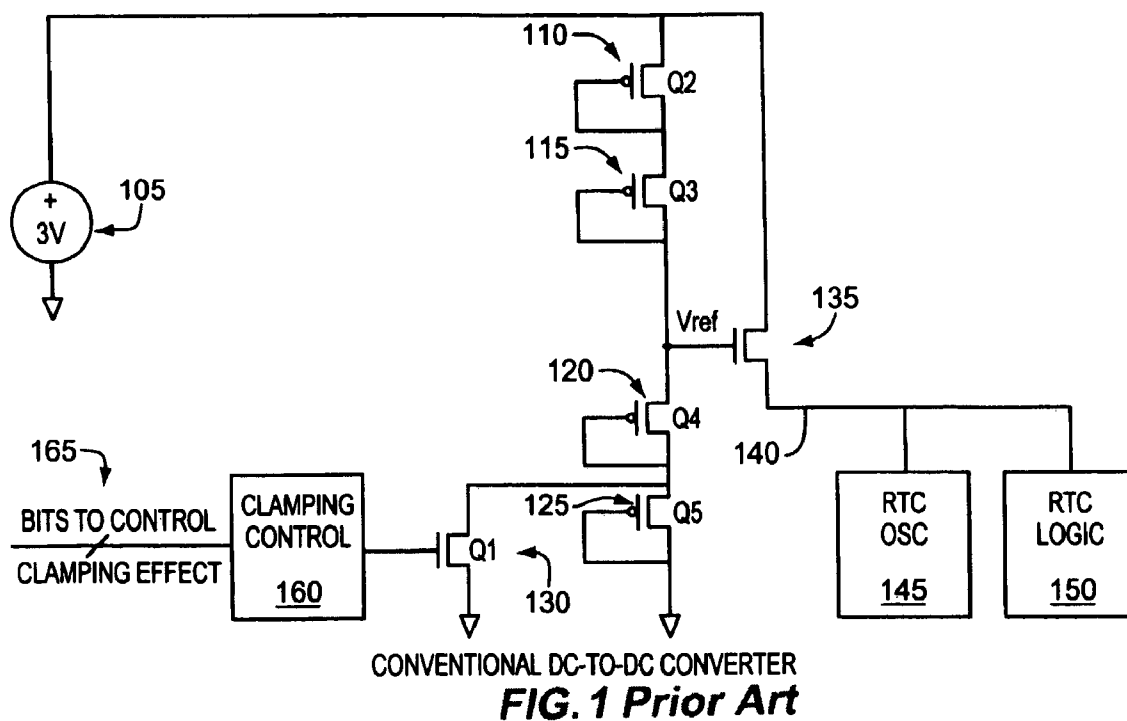 110
Q2
115
Q3
+
3V
105
Vref
135
120
Q4
140
165
BITS TO CONTROL
CLAMPING EFFECT
CLAMPING
CONTROL
160
Q1
130
125
Q5
RTC
OSC
145
RTC
LOGIC
150
CONVENTIONAL DC-TO-DC CONVERTER
FIG. 1 Prior Art